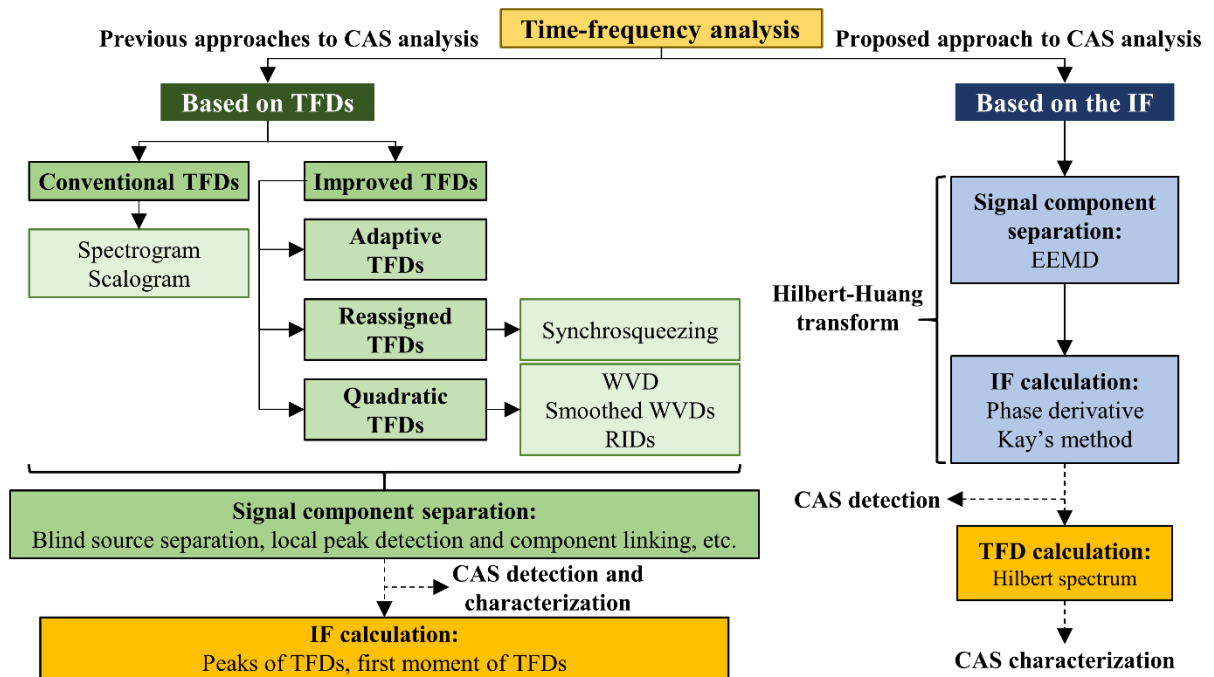 Time-frequency analysis
Previous approaches to CAS analysis
Proposed approach to CAS analysis
Based on TFDs
Conventional TFDs
Improved TFDs
Spectrogram
Scalogram
Adaptive
TFDs
Reassigned
TFDs
Synchrosqueezing
Quadratic
TFDs
WVD
Smoothed WVDs
RIDs
Signal component separation:
Blind source separation, local peak detection and component linking, etc.
CAS detection and
characterization
IF calculation:
Peaks of TFDs, first moment of TFDs
Based on the IF
Signal component
separation:
EEMD
Hilbert-Huang
transform
IF calculation:
Phase derivative
Kay's method
CAS detection
TFD calculation:
Hilbert spectrum
CAS characterization